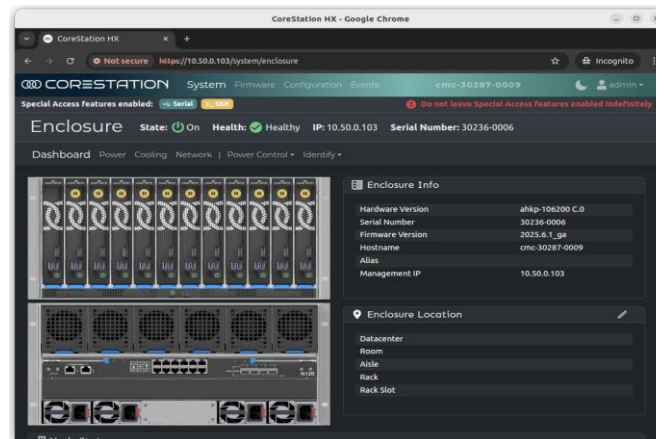 CoreStation HX - Google Chrome
CoreStation HX
Not secure https://10.50.0.103/system/enclosure
Incognito
CORESTATION System Firmware Configuration Events cmc-30287-0009 admin
Special Access features enabled: Serial SSH Do not leave Special Access features enabled indefinitely
Enclosure State: On Health: Healthy IP: 10.50.0.103 Serial Number: 30236-0006
Dashboard Power Cooling Network | Power Control Identify
Enclosure Info
Hardware Version ahkp-106200 C.0
Serial Number 30236-0006
Firmware Version 2025.6.1_ga
Hostname cmc-30287-0009
Alias
Management IP 10.50.0.103
Enclosure Location
Datacenter
Room
Aisle
Rack
Rack Slot